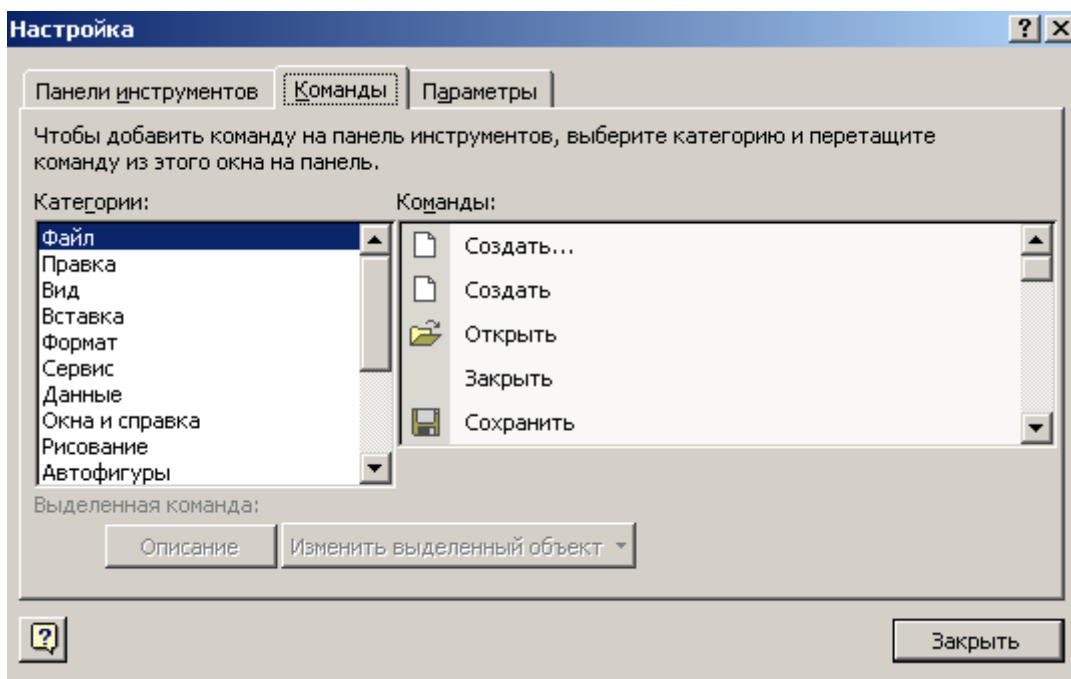 Настройка
Панели инструментов
Команды
Параметры
Чтобы добавить команду на панель инструментов, выберите категорию и перетащите
команду из этого окна на панель.
Категории:
Файл
Правка
Вид
Вставка
Формат
Сервис
Данные
Окна и справка
Рисование
Автофигуры
Команды:
Создать...
Создать
Открыть
Закрыть
Сохранить
Выделенная команда:
Описание
Изменить выделенный объект
Закрыть